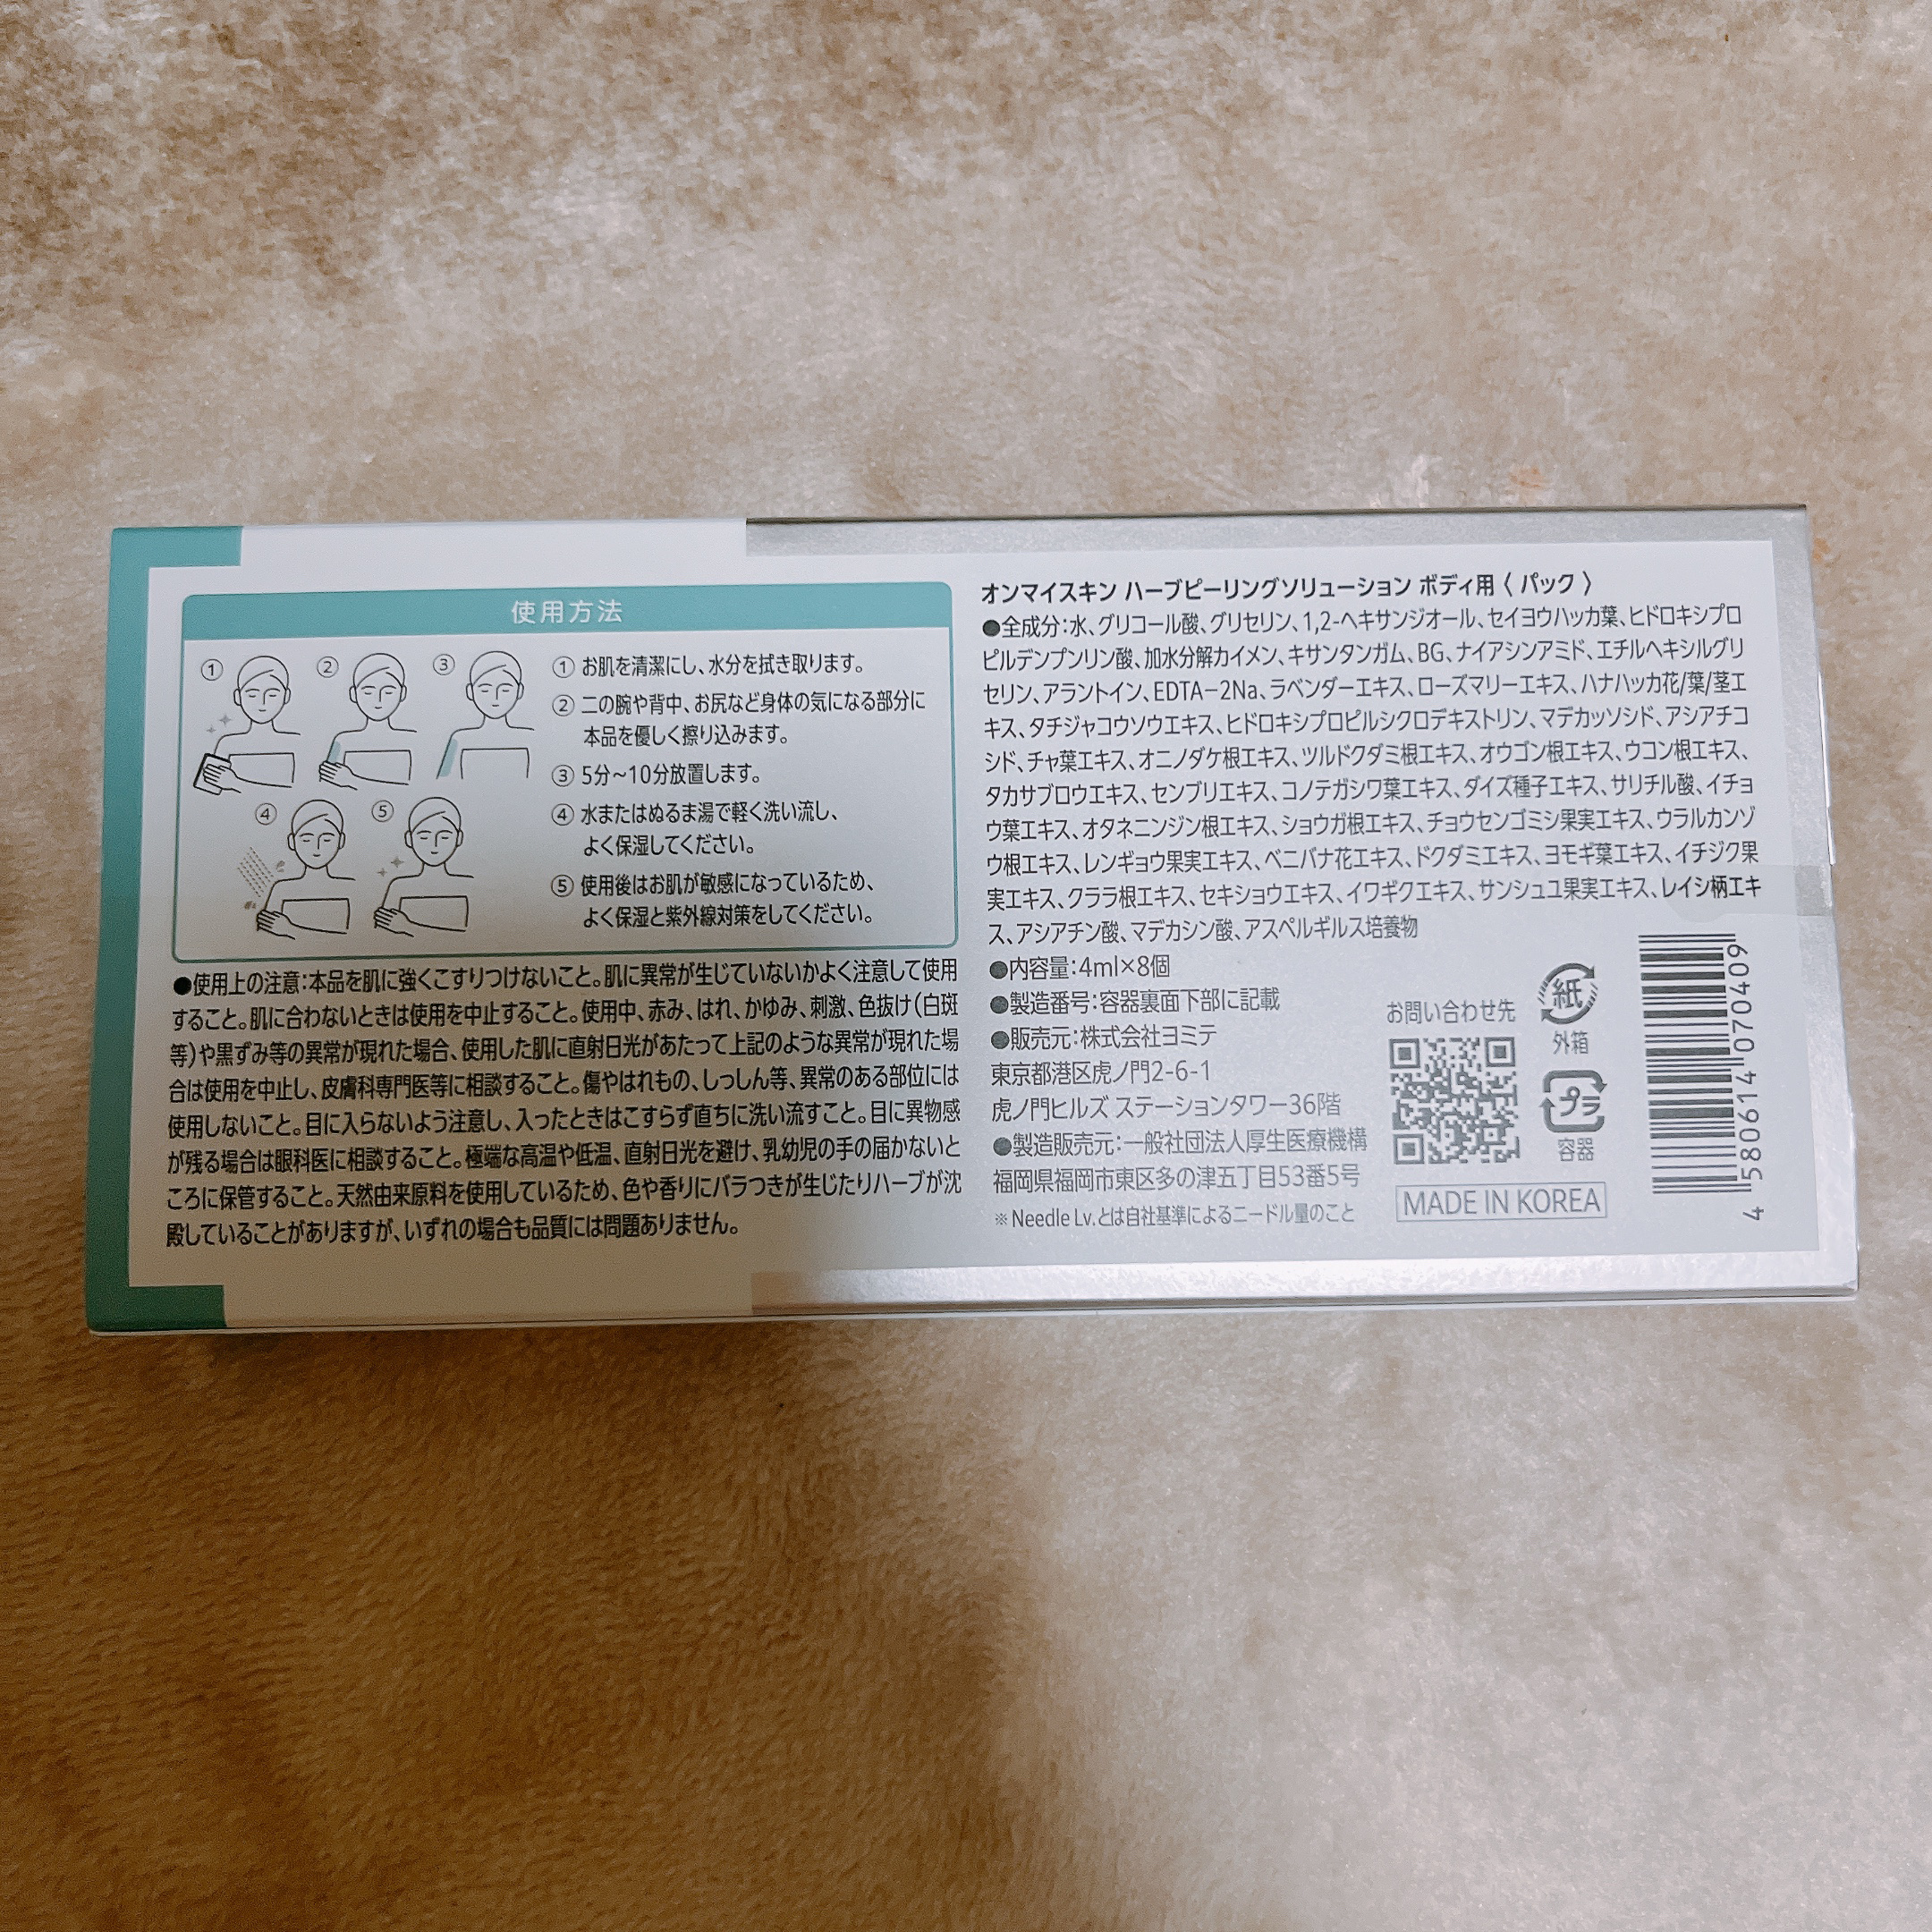 使用方法
①
②
③
④
⑤
① お肌を清潔にし、水分を拭き取ります。
② 二の腕や背中、お尻など身体の気になる部分に
本品を優しく擦り込みます。
③ 5分~10分放置します。
④ 水またはぬるま湯で軽く洗い流し、
よく保湿してください。
⑤ 使用後はお肌が敏感になっているため、
よく保湿と紫外線対策をしてください。
●使用上の注意:本品を肌に強くこすりつけないこと。肌に異常が生じていないかよく注意して使用
すること。肌に合わないときは使用を中止すること。使用中、赤み、はれ、かゆみ、刺激、色抜け(白斑
等)や黒ずみ等の異常が現れた場合、使用した肌に直射日光があたって上記のような異常が現れた場
合は使用を中止し、皮膚科専門医等に相談すること。傷やはれもの、しっしん等、異常のある部位には
使用しないこと。目に入らないよう注意し、入ったときはこすらず直ちに洗い流すこと。目に異物感
が残る場合は眼科医に相談すること。極端な高温や低温、直射日光を避け、乳幼児の手の届かないと
ころに保管すること。天然由来原料を使用しているため、色や香りにバラつきが生じたりハーブが沈
殿していることがありますが、いずれの場合も品質には問題ありません。
オンマイスキン ハーブピーリングソリューション ボディ用〈 パック 〉
●全成分:水、グリコール酸、グリセリン、1,2-ヘキサンジオール、セイヨウハッカ葉、ヒドロキシプロ
ピルデンプンリン酸、加水分解カイメン、キサンタンガム、BG、ナイアシンアミド、エチルヘキシルグリ
セリン、アラントイン、EDTA-2Na、ラベンダーエキス、ローズマリーエキス、ハナハッカ花/葉/茎エ
キス、タチジャコウソウエキス、ヒドロキシプロピルシクロデキストリン、マデカッソシド、アシアチコ
シド、チャ葉エキス、オニノダケ根エキス、ツルドクダミ根エキス、オウゴン根エキス、ウコン根エキス、
タカサブロウエキス、センブリエキス、コノテガシワ葉エキス、ダイズ種子エキス、サリチル酸、イチョ
ウ葉エキス、オタネニンジン根エキス、ショウガ根エキス、チョウセンゴミシ果実エキス、ウラルカンゾ
ウ根エキス、レンギョウ果実エキス、ベニバナ花エキス、ドクダミエキス、ヨモギ葉エキス、イチジク果
実エキス、クララ根エキス、セキショウエキス、イワギクエキス、サンシュユ果実エキス、レイシ柄エキ
ス、アシアチン酸、マデカシン酸、アスペルギルス培養物
●内容量:4ml×8個
●製造番号:容器裏面下部に記載
●販売元:株式会社ヨミテ
東京都港区虎ノ門2-6-1
虎ノ門ヒルズ ステーションタワー36階
●製造販売元:一般社団法人厚生医療機構
福岡県福岡市東区多の津五丁目53番5号
※Needle Lv.とは自社基準によるニードル量のこと
お問い合わせ先
紙
外箱
プラ
容器
MADE IN KOREA
4 580614 070409